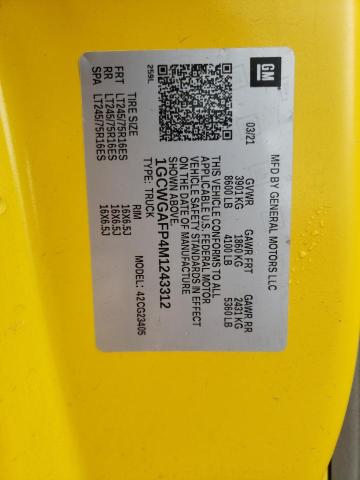 GM
MFD BY GENERAL MOTORS LLC
03/21
GVWR GAWR FRT GAWR RR
3901 KG 1860 KG 2431 KG
8600 LB 4100 LB 5360 LB
THIS VEHICLE CONFORMS TO ALL
APPLICABLE U.S. FEDERAL MOTOR
VEHICLE SAFETY STANDARDS IN EFFECT
ON THE DATE OF MANUFACTURE
SHOWN ABOVE.
1GCWGAFP4M1243312
TYPE: TRUCK
259L
MODEL: 42CG23405
TIRE SIZE RIM
FRT LT245/75R16ES 16X6.5J
RR LT245/75R16ES 16X6.5J
SPA LT245/75R16ES 16X6.5J